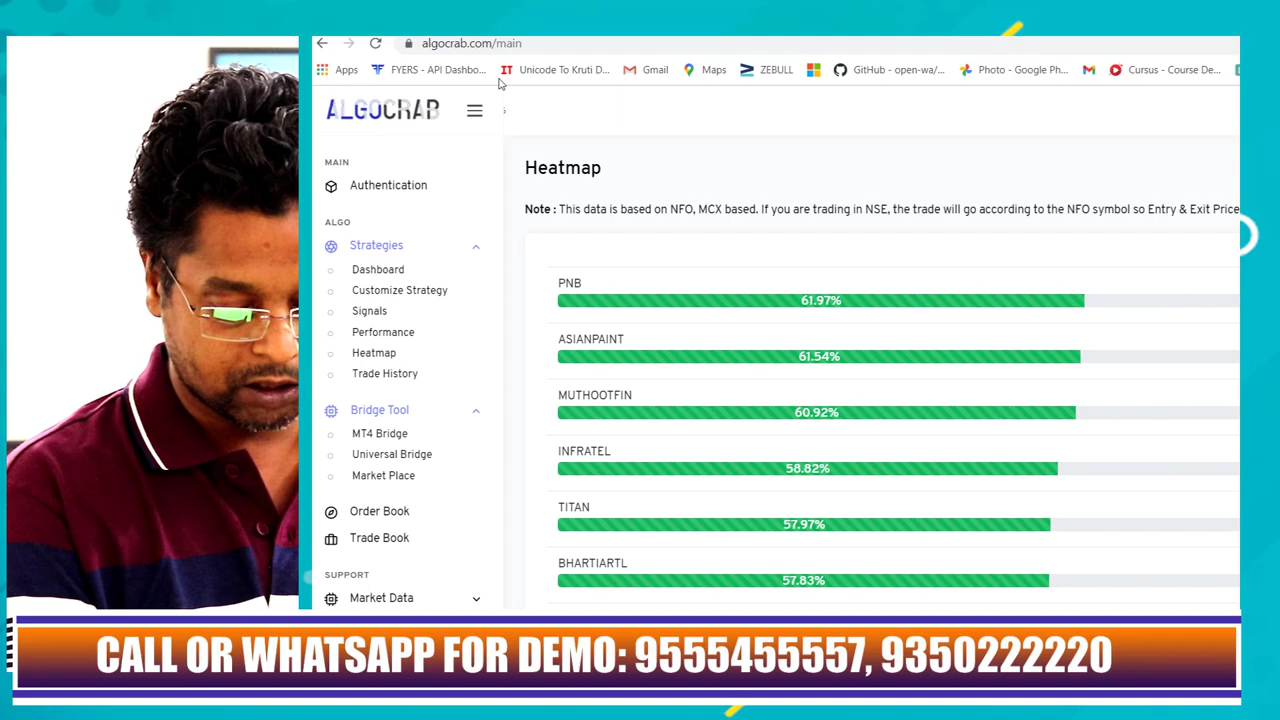 algocrab.com/main
Apps FYERS - API Dashbo... IT Unicode To Kruti D... Gmail Maps ZEBULL GitHub - open-wa/... Photo - Google Ph... Cursus - Course De...
ALGOCRAB
MAIN
Authentication
ALGO
Strategies
Dashboard
Customize Strategy
Signals
Performance
Heatmap
Trade History
Bridge Tool
MT4 Bridge
Universal Bridge
Market Place
Order Book
Trade Book
SUPPORT
Market Data
Heatmap
Note : This data is based on NFO, MCX based. If you are trading in NSE, the trade will go according to the NFO symbol so Entry & Exit Price
PNB
61.97%
ASIANPAINT
61.54%
MUTHOOTFIN
60.92%
INFRATEL
58.82%
TITAN
57.97%
BHARTIARTL
57.83%
CALL OR WHATSAPP FOR DEMO: 9555455557, 9350222220